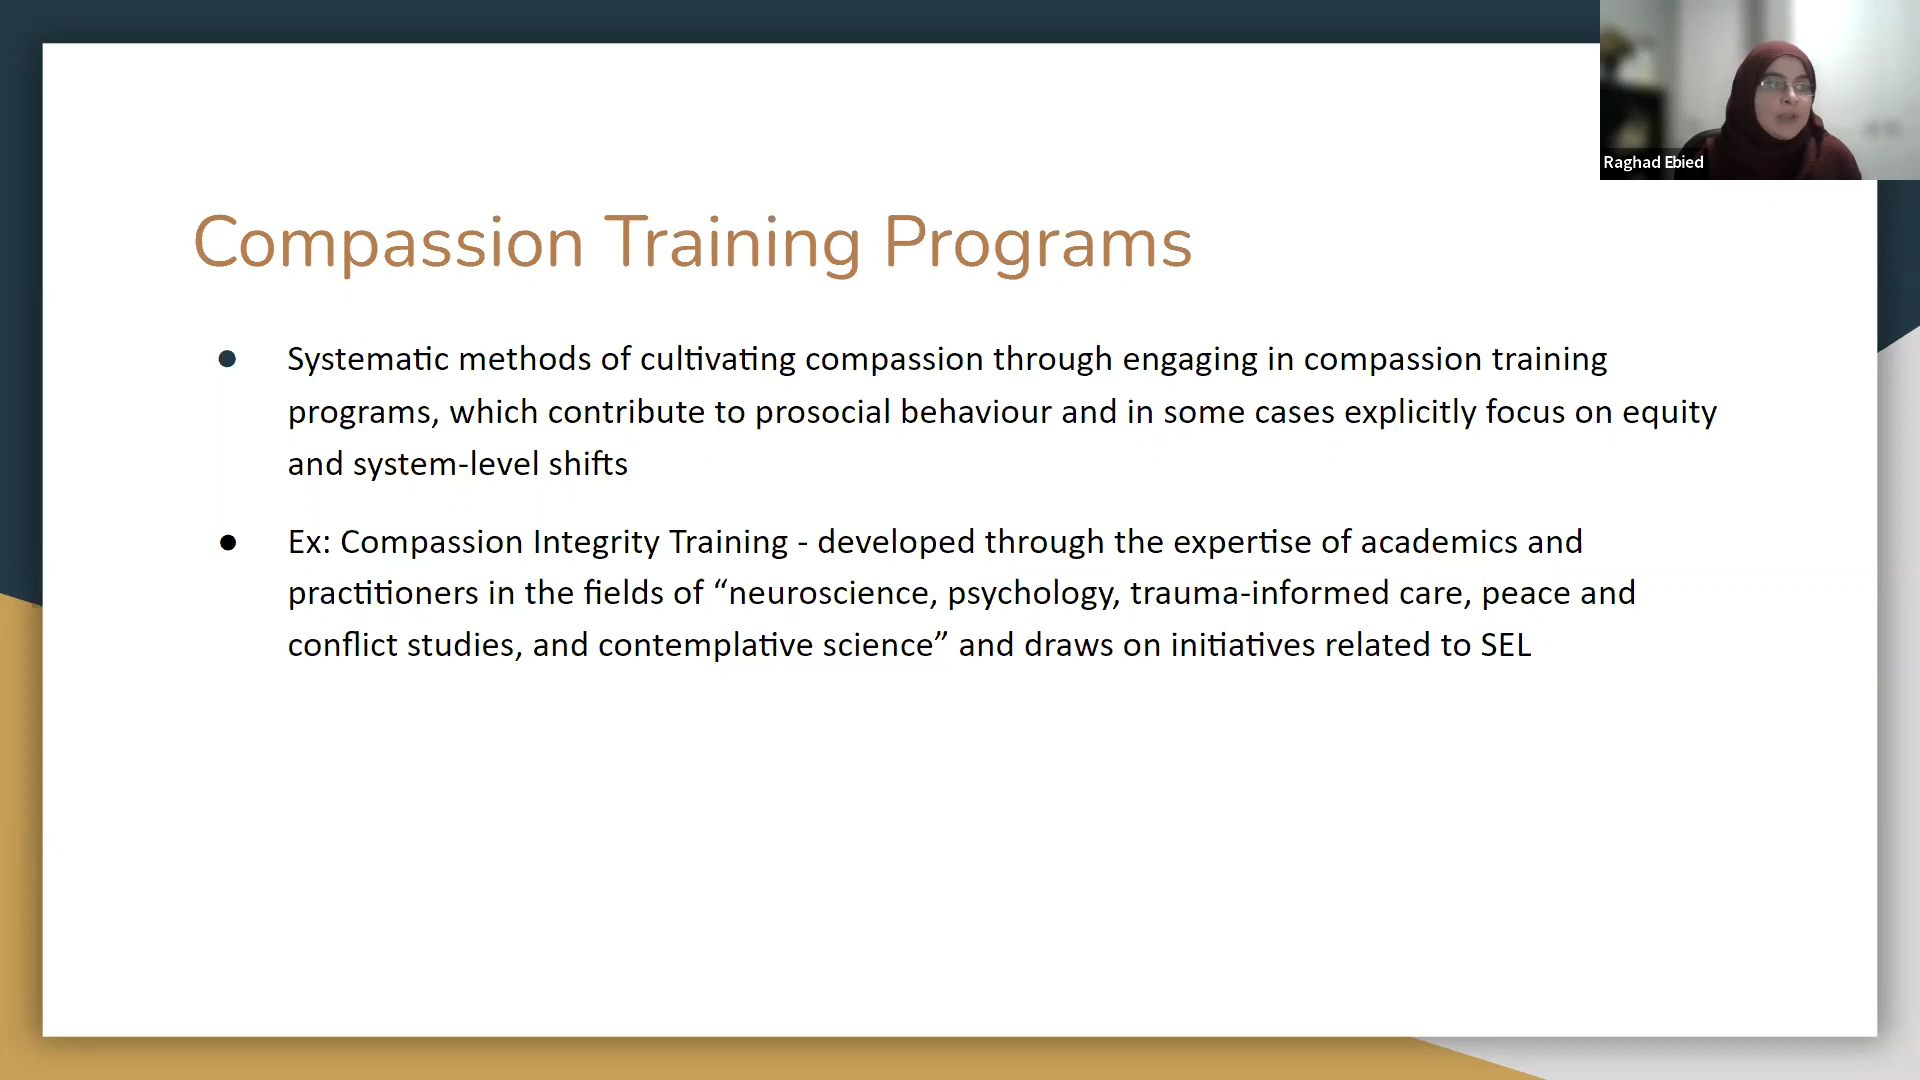 Raghad Ebied
Compassion Training Programs
● Systematic methods of cultivating compassion through engaging in compassion training
programs, which contribute to prosocial behaviour and in some cases explicitly focus on equity
and system-level shifts
● Ex: Compassion Integrity Training - developed through the expertise of academics and
practitioners in the fields of “neuroscience, psychology, trauma-informed care, peace and
conflict studies, and contemplative science” and draws on initiatives related to SEL